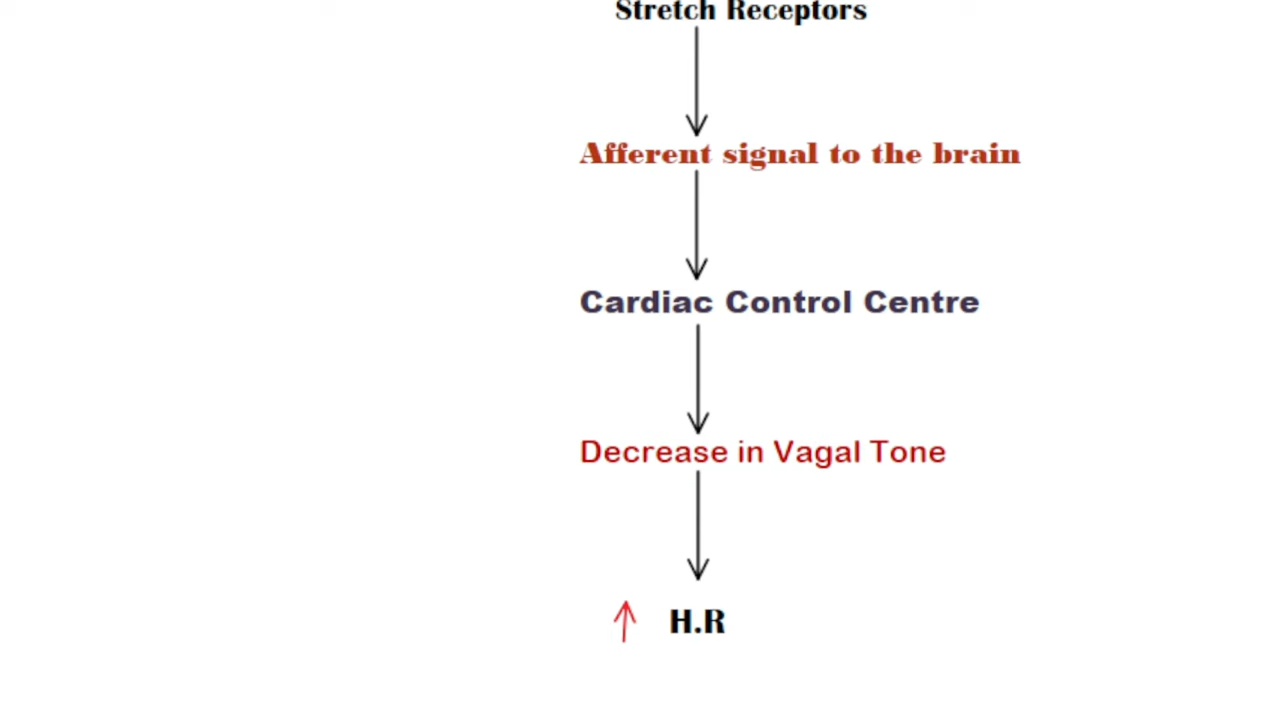 Stretch Receptors
Afferent signal to the brain
Cardiac Control Centre
Decrease in Vagal Tone
H.R